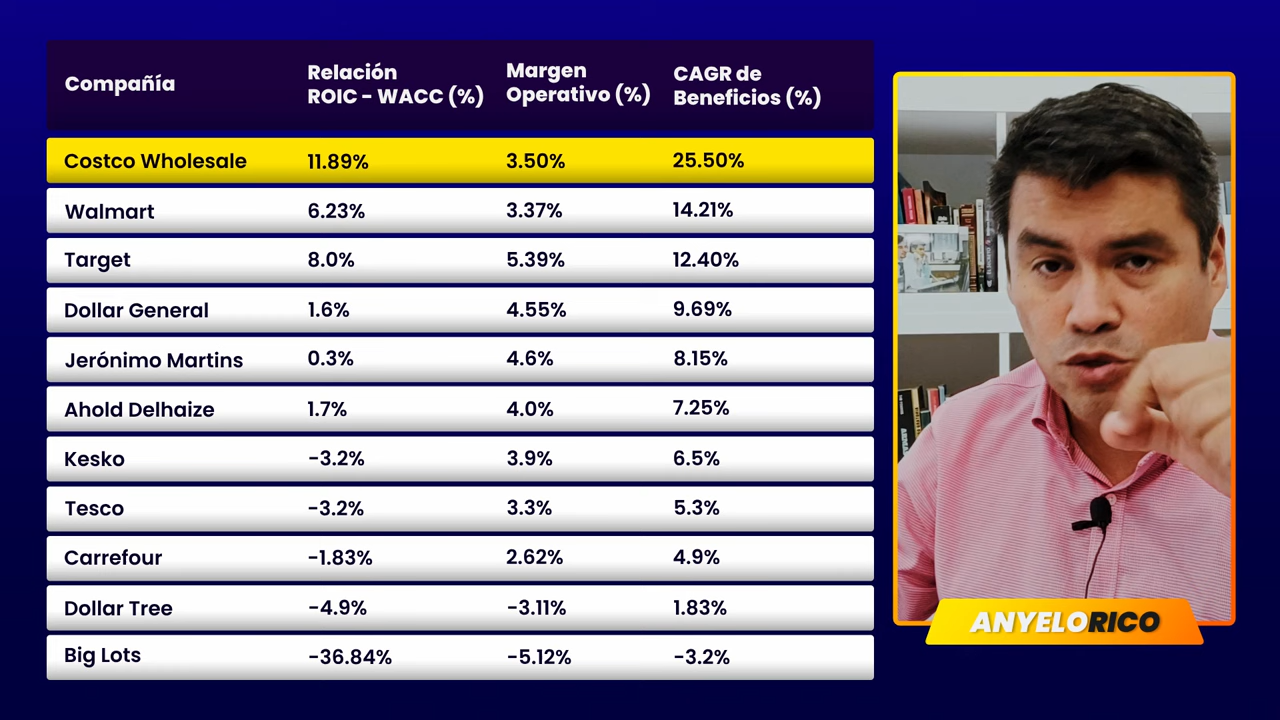 Compañía
Relación
ROIC - WACC (%)
Margen
Operativo (%)
CAGR de
Beneficios (%)
Costco Wholesale 11.89% 3.50% 25.50%
Walmart 6.23% 3.37% 14.21%
Target 8.0% 5.39% 12.40%
Dollar General 1.6% 4.55% 9.69%
Jerónimo Martins 0.3% 4.6% 8.15%
Ahold Delhaize 1.7% 4.0% 7.25%
Kesko -3.2% 3.9% 6.5%
Tesco -3.2% 3.3% 5.3%
Carrefour -1.83% 2.62% 4.9%
Dollar Tree -4.9% -3.11% 1.83%
Big Lots -36.84% -5.12% -3.2%
ANYELORICO